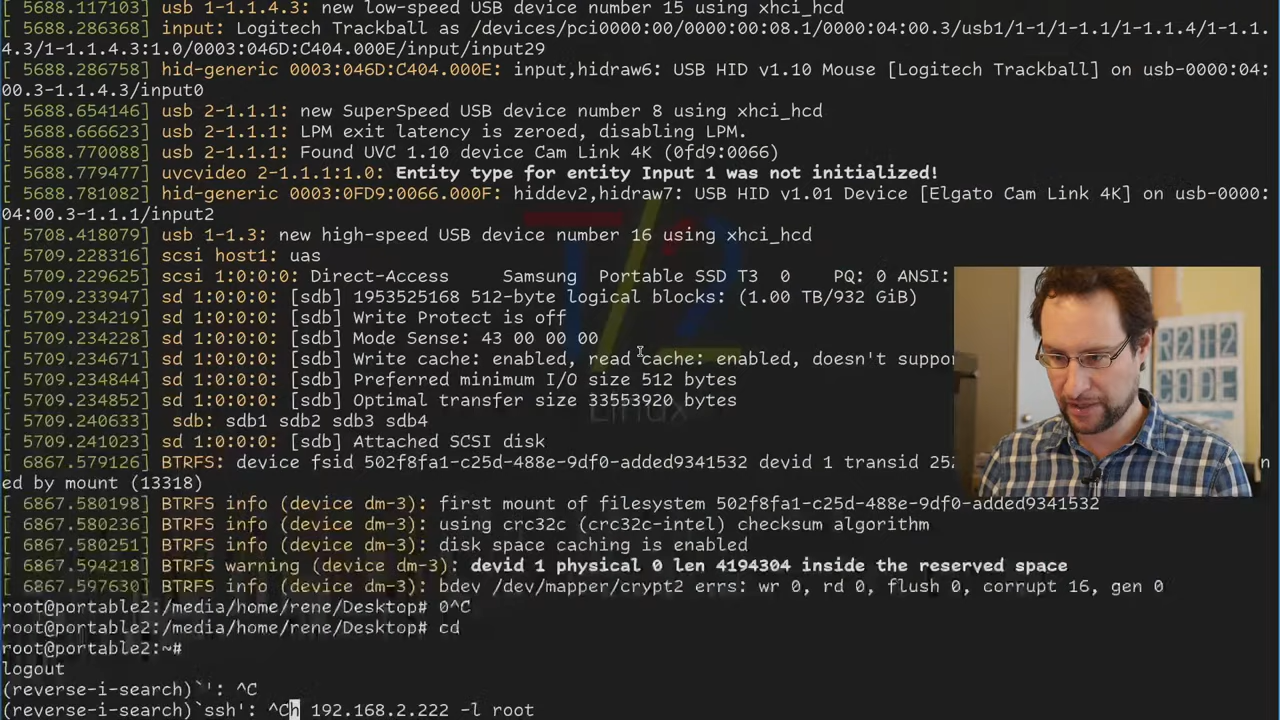 [ 5688.117103] usb 1-1.1.4.3: new low-speed USB device number 15 using xhci_hcd
[ 5688.286368] input: Logitech Trackball as /devices/pci0000:00/0000:00:08.1/0000:04:00.3/usb1/1-1/1-1.1/1-1.1.4/1-1.1.
4.3/1-1.1.4.3:1.0/0003:046D:C404.000E/input/input29
[ 5688.286758] hid-generic 0003:046D:C404.000E: input,hidraw6: USB HID v1.10 Mouse [Logitech Trackball] on usb-0000:04:
00.3-1.1.4.3/input0
[ 5688.654146] usb 2-1.1.1: new SuperSpeed USB device number 8 using xhci_hcd
[ 5688.666623] usb 2-1.1.1: LPM exit latency is zeroed, disabling LPM.
[ 5688.770088] usb 2-1.1.1: Found UVC 1.10 device Cam Link 4K (0fd9:0066)
[ 5688.779477] uvcvideo 2-1.1.1:1.0: Entity type for entity Input 1 was not initialized!
[ 5688.781082] hid-generic 0003:0FD9:0066.000F: hiddev2,hidraw7: USB HID v1.01 Device [Elgato Cam Link 4K] on usb-0000:
04:00.3-1.1.1/input2
[ 5708.418079] usb 1-1.3: new high-speed USB device number 16 using xhci_hcd
[ 5709.228316] scsi host1: uas
[ 5709.229625] scsi 1:0:0:0: Direct-Access     Samsung  Portable SSD T3  0    PQ: 0 ANSI:
[ 5709.233947] sd 1:0:0:0: [sdb] 1953525168 512-byte logical blocks: (1.00 TB/932 GiB)
[ 5709.234219] sd 1:0:0:0: [sdb] Write Protect is off
[ 5709.234228] sd 1:0:0:0: [sdb] Mode Sense: 43 00 00 00
[ 5709.234671] sd 1:0:0:0: [sdb] Write cache: enabled, read cache: enabled, doesn't suppo
[ 5709.234844] sd 1:0:0:0: [sdb] Preferred minimum I/O size 512 bytes
[ 5709.234852] sd 1:0:0:0: [sdb] Optimal transfer size 33553920 bytes
[ 5709.240633]  sdb: sdb1 sdb2 sdb3 sdb4
[ 5709.241023] sd 1:0:0:0: [sdb] Attached SCSI disk
[ 6867.579126] BTRFS: device fsid 502f8fa1-c25d-488e-9df0-added9341532 devid 1 transid 25
n
ed by mount (13318)
[ 6867.580198] BTRFS info (device dm-3): first mount of filesystem 502f8fa1-c25d-488e-9df0-added9341532
[ 6867.580236] BTRFS info (device dm-3): using crc32c (crc32c-intel) checksum algorithm
[ 6867.580251] BTRFS info (device dm-3): disk space caching is enabled
[ 6867.594218] BTRFS warning (device dm-3): devid 1 physical 0 len 4194304 inside the reserved space
[ 6867.597630] BTRFS info (device dm-3): bdev /dev/mapper/crypt2 errs: wr 0, rd 0, flush 0, corrupt 16, gen 0
root@portable2:/media/home/rene/Desktop# 0^C
root@portable2:/media/home/rene/Desktop# cd
root@portable2:~#
logout
(reverse-i-search)`': ^C
(reverse-i-search)`ssh': ^Ch 192.168.2.222 -l root
T/2
Linux
R2IT2
CODE